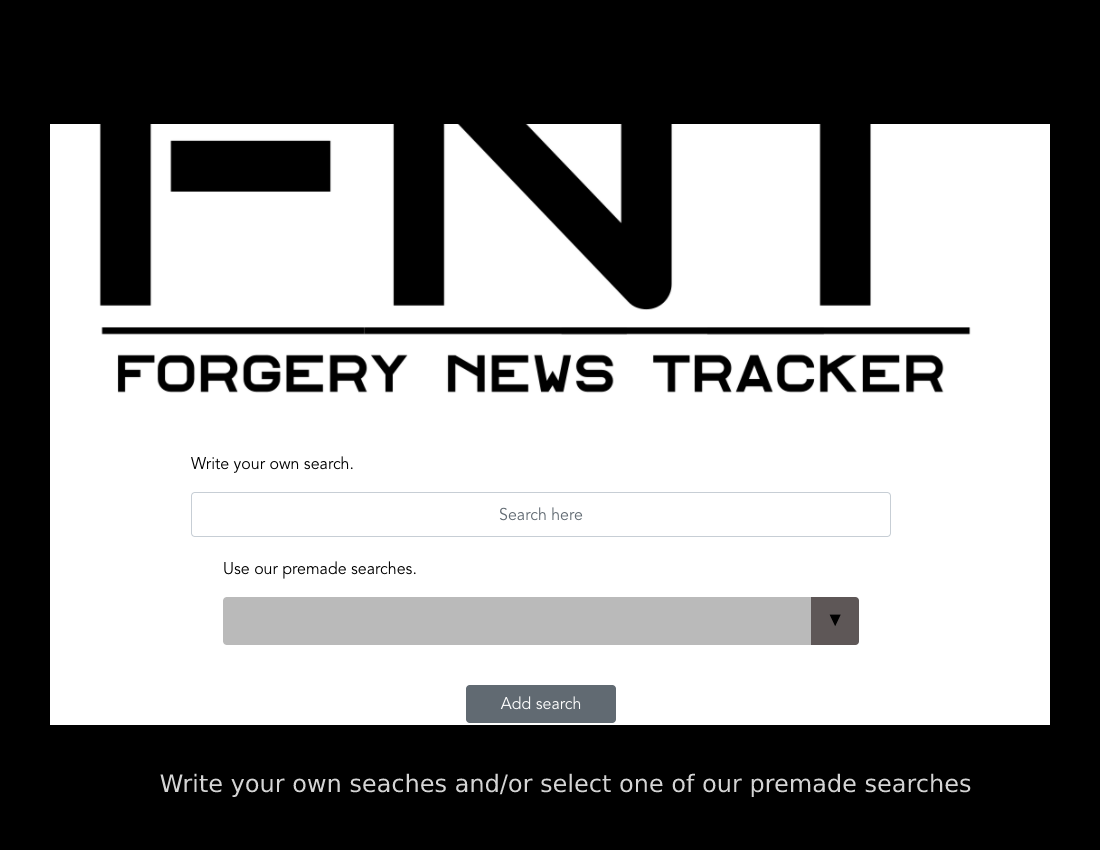 FNT
FORGERY NEWS TRACKER
Write your own search.
Search here
Use our premade searches.
▼
Add search
Write your own seaches and/or select one of our premade searches